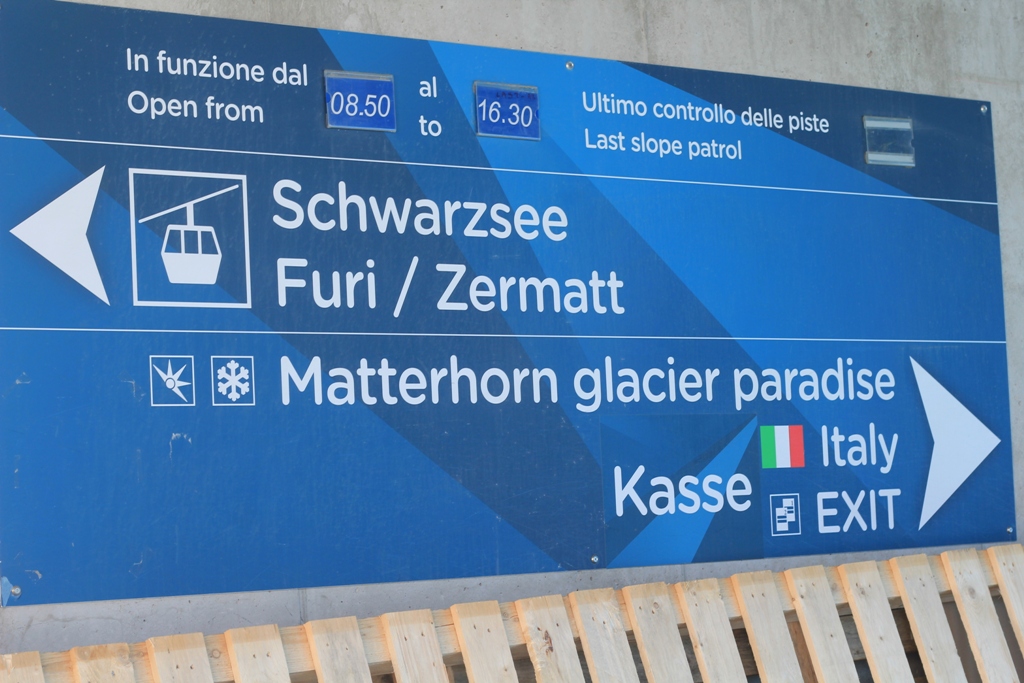 In funzione dal 08.50 al 16.30
Open from to
Ultimo controllo delle piste
Last slope patrol
Schwarzsee
Furi / Zermatt
Matterhorn glacier paradise
Italy
Kasse
EXIT